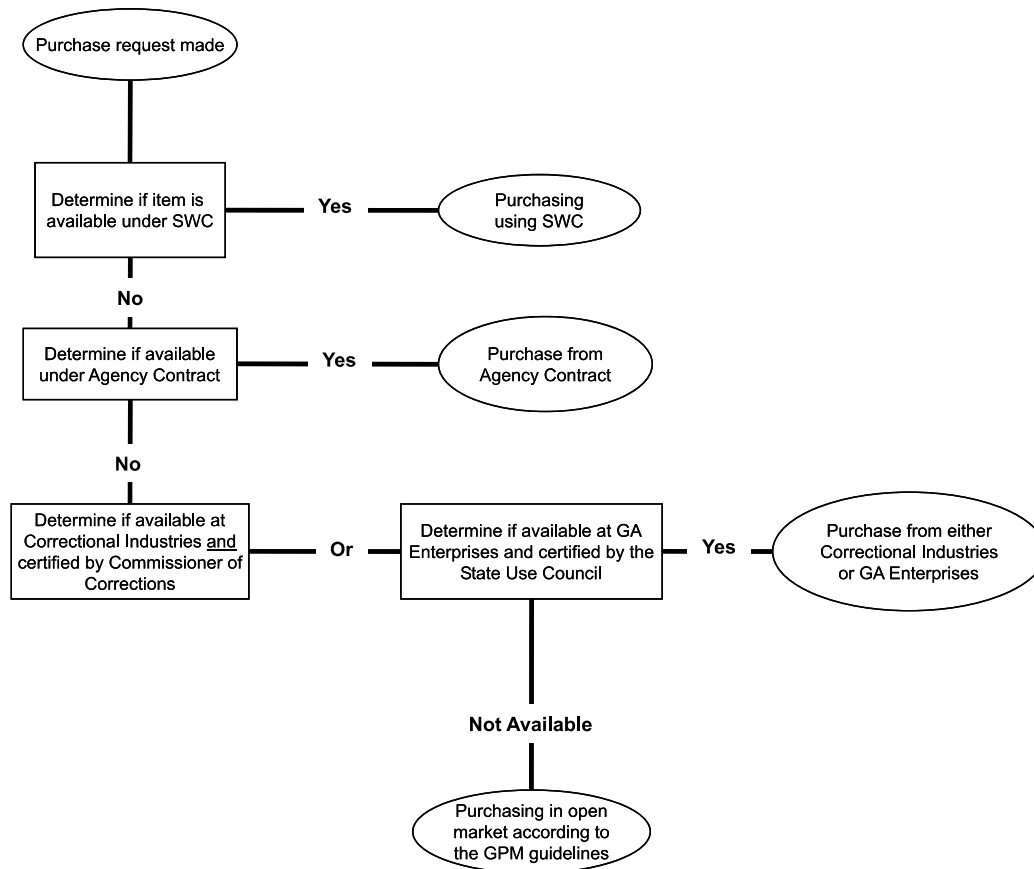 Purchase request made
Determine if item is
available under SWC
Yes
Purchasing
using SWC
No
Determine if available
under Agency Contract
Yes
Purchase from
Agency Contract
No
Determine if available at
Correctional Industries and
certified by Commissioner of
Corrections
Or
Determine if available at GA
Enterprises and certified by the
State Use Council
Yes
Purchase from either
Correctional Industries
or GA Enterprises
Not Available
Purchasing in open
market according to
the GPM guidelines